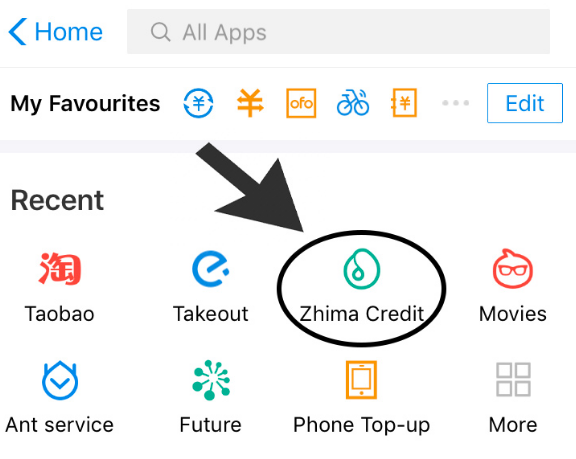 Home
All Apps
My Favourites ¥ ¥ ofo ¥ Edit
Recent
淘
Taobao Takeout Zhima Credit Movies
Ant service Future Phone Top-up More